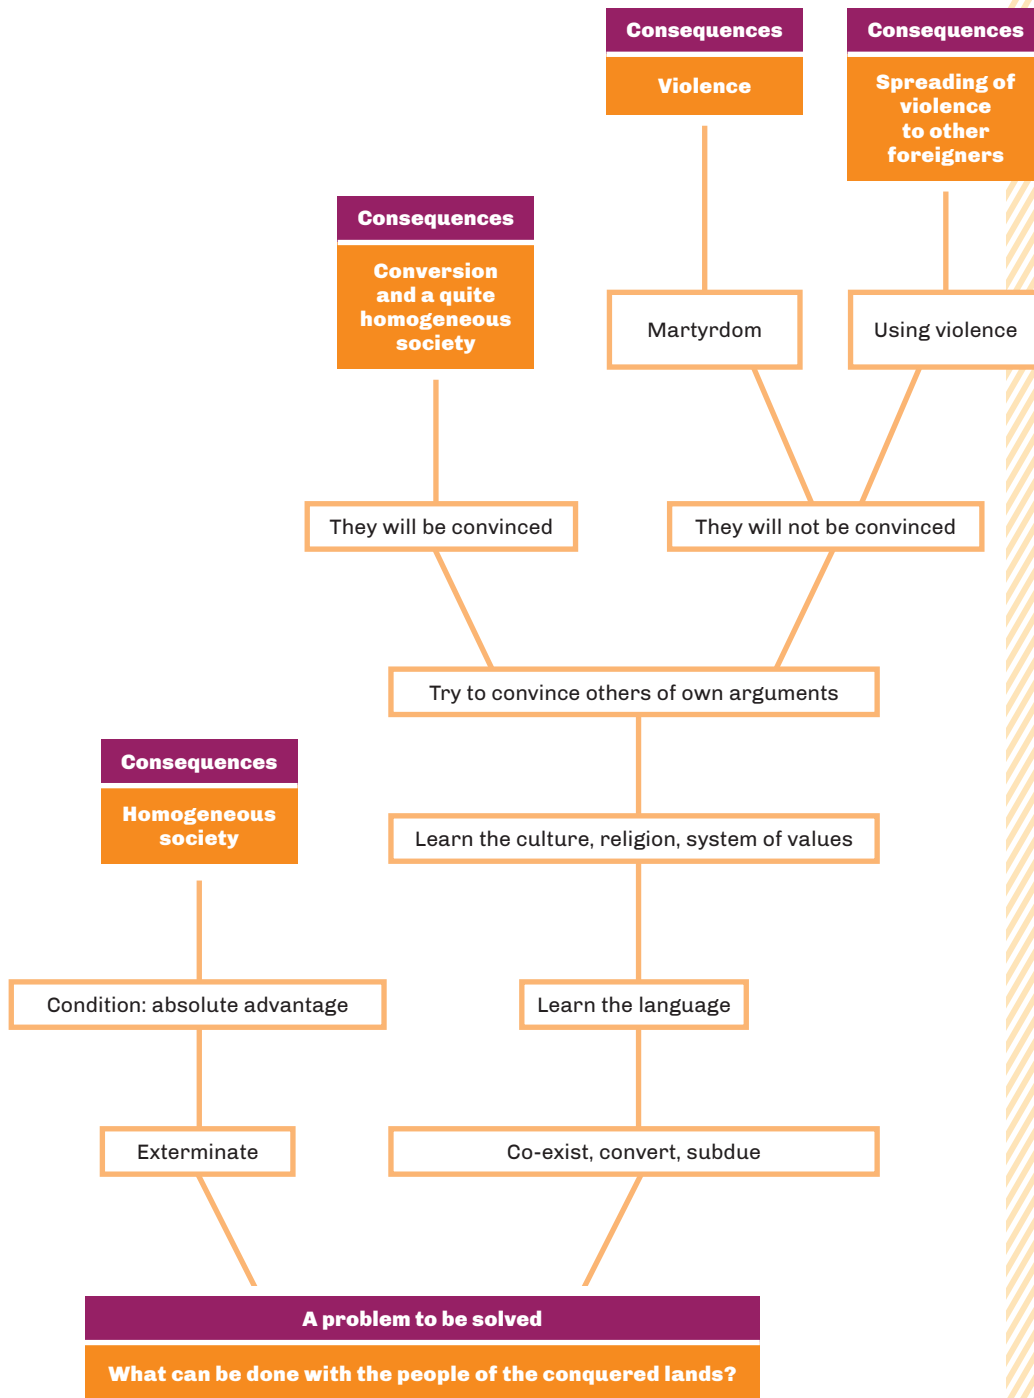 Consequences
Violence
Consequences
Spreading of
violence
to other
foreigners
Consequences
Conversion
and a quite
homogeneous
society
Martyrdom
Using violence
They will be convinced
They will not be convinced
Try to convince others of own arguments
Consequences
Homogeneous
society
Learn the culture, religion, system of values
Condition: absolute advantage
Learn the language
Exterminate
Co-exist, convert, subdue
A problem to be solved
What can be done with the people of the conquered lands?